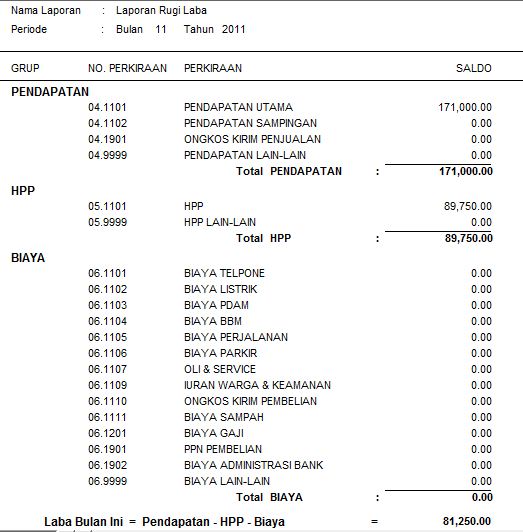 Nama Laporan : Laporan Rugi Laba
Periode : Bulan 11 Tahun 2011
GRUP NO. PERKIRAAN PERKIRAAN SALDO
PENDAPATAN
04.1101 PENDAPATAN UTAMA 171,000.00
04.1102 PENDAPATAN SAMPINGAN 0.00
04.1901 ONGKOS KIRIM PENJUALAN 0.00
04.9999 PENDAPATAN LAIN-LAIN 0.00
Total PENDAPATAN : 171,000.00
HPP
05.1101 HPP 89,750.00
05.9999 HPP LAIN-LAIN 0.00
Total HPP : 89,750.00
BIAYA
06.1101 BIAYA TELPONE 0.00
06.1102 BIAYA LISTRIK 0.00
06.1103 BIAYA PDAM 0.00
06.1104 BIAYA BBM 0.00
06.1105 BIAYA PERJALANAN 0.00
06.1106 BIAYA PARKIR 0.00
06.1107 OLI & SERVICE 0.00
06.1109 IURAN WARGA & KEAMANAN 0.00
06.1110 ONGKOS KIRIM PEMBELIAN 0.00
06.1111 BIAYA SAMPAH 0.00
06.1201 BIAYA GAJI 0.00
06.1901 PPN PEMBELIAN 0.00
06.1902 BIAYA ADMINISTRASI BANK 0.00
06.9999 BIAYA LAIN-LAIN 0.00
Total BIAYA : 0.00
Laba Bulan Ini = Pendapatan - HPP - Biaya = 81,250.00